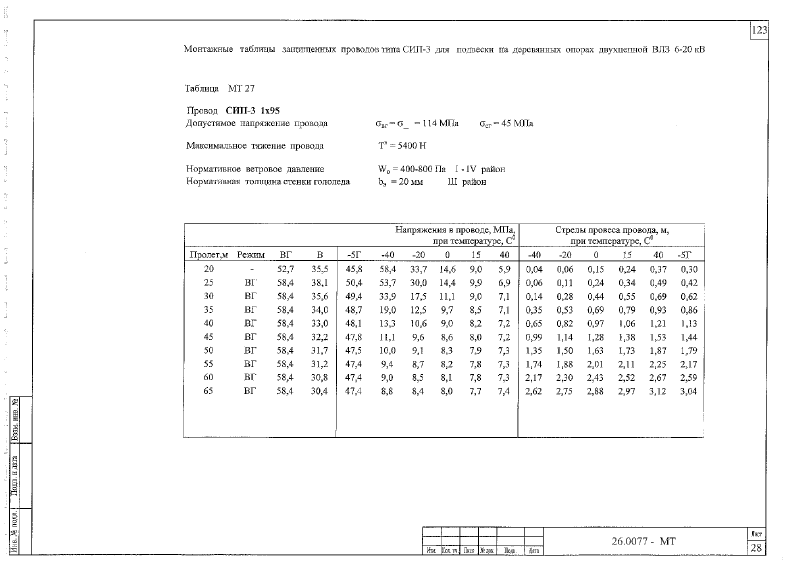 123
Монтажные таблицы защищенных проводов типа СИП-3 для подвески на деревянных опорах двухцепной ВЛЗ 6-20 кВ
Таблица МТ 27
Провод СИП-3 1х95
Допустимое напряжение провода σвг = σ_ = 114 МПа σсг = 45 МПа
Максимальное тяжение провода Тн = 5400 Н
Нормативное ветровое давление W₀ = 400-800 Па I - IV район
Нормативная толщина стенки гололеда bэ = 20 мм III район
Напряжения в проводе, МПа, Стрелы провеса провода, м,
при температуре, С⁰ при температуре, С⁰
Пролет,м Режим ВГ В -5Г -40 -20 0 15 40 -40 -20 0 15 40 -5Г
20 - 52,7 35,5 45,8 58,4 33,7 14,6 9,0 5,9 0,04 0,06 0,15 0,24 0,37 0,30
25 ВГ 58,4 38,1 50,4 53,7 30,0 14,4 9,9 6,9 0,06 0,11 0,24 0,34 0,49 0,42
30 ВГ 58,4 35,6 49,4 33,9 17,5 11,1 9,0 7,1 0,14 0,28 0,44 0,55 0,69 0,62
35 ВГ 58,4 34,0 48,7 19,0 12,5 9,7 8,5 7,1 0,35 0,53 0,69 0,79 0,93 0,86
40 ВГ 58,4 33,0 48,1 13,3 10,6 9,0 8,2 7,2 0,65 0,82 0,97 1,06 1,21 1,13
45 ВГ 58,4 32,2 47,8 11,1 9,6 8,6 8,0 7,2 0,99 1,14 1,28 1,38 1,53 1,44
50 ВГ 58,4 31,7 47,5 10,0 9,1 8,3 7,9 7,3 1,35 1,50 1,63 1,73 1,87 1,79
55 ВГ 58,4 31,2 47,4 9,4 8,7 8,2 7,8 7,3 1,74 1,88 2,01 2,11 2,25 2,17
60 ВГ 58,4 30,8 47,4 9,0 8,5 8,1 7,8 7,3 2,17 2,30 2,43 2,52 2,67 2,59
65 ВГ 58,4 30,4 47,4 8,8 8,4 8,0 7,7 7,4 2,62 2,75 2,88 2,97 3,12 3,04
Взам. инв. №
Подп. и дата
Инв. № подл.
Изм. Кол. уч. Лист № док. Подп. Дата
26.0077 - МТ
Лист
28